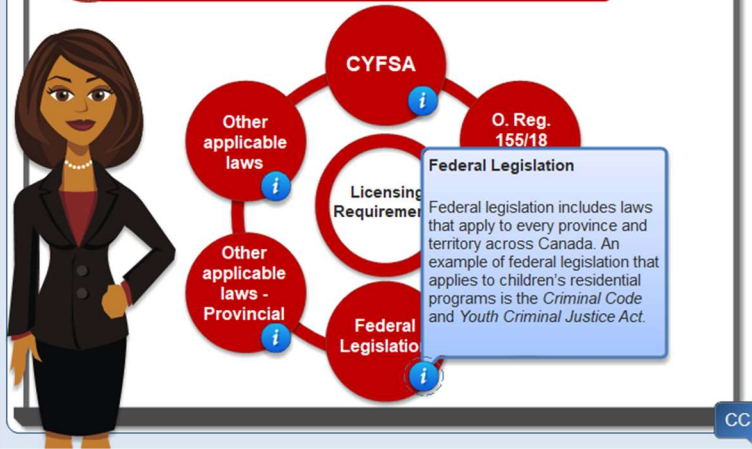 CYFSA
O. Reg.
155/18
Other
applicable
laws
Licensing
Federal Legislation
Federal legislation includes laws
that apply to every province and
territory across Canada. An
example of federal legislation that
applies to children's residential
programs is the Criminal Code
and Youth Criminal Justice Act.
Other
applicable
laws -
Provincial
Federal
CC